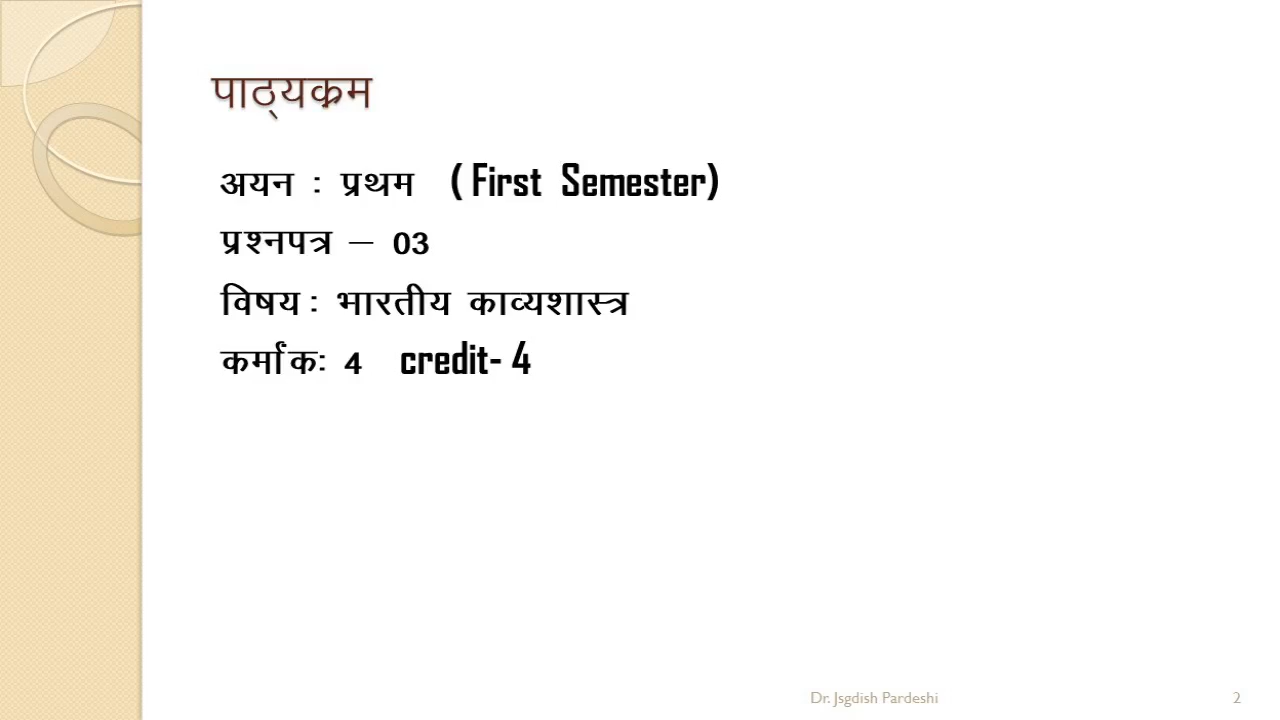 पाठ्यक्रम
अयन : प्रथम ( First Semester)
प्रश्नपत्र – 03
विषय : भारतीय काव्यशास्त्र
कर्मांक: 4 credit- 4
Dr. Jsgdish Pardeshi 2